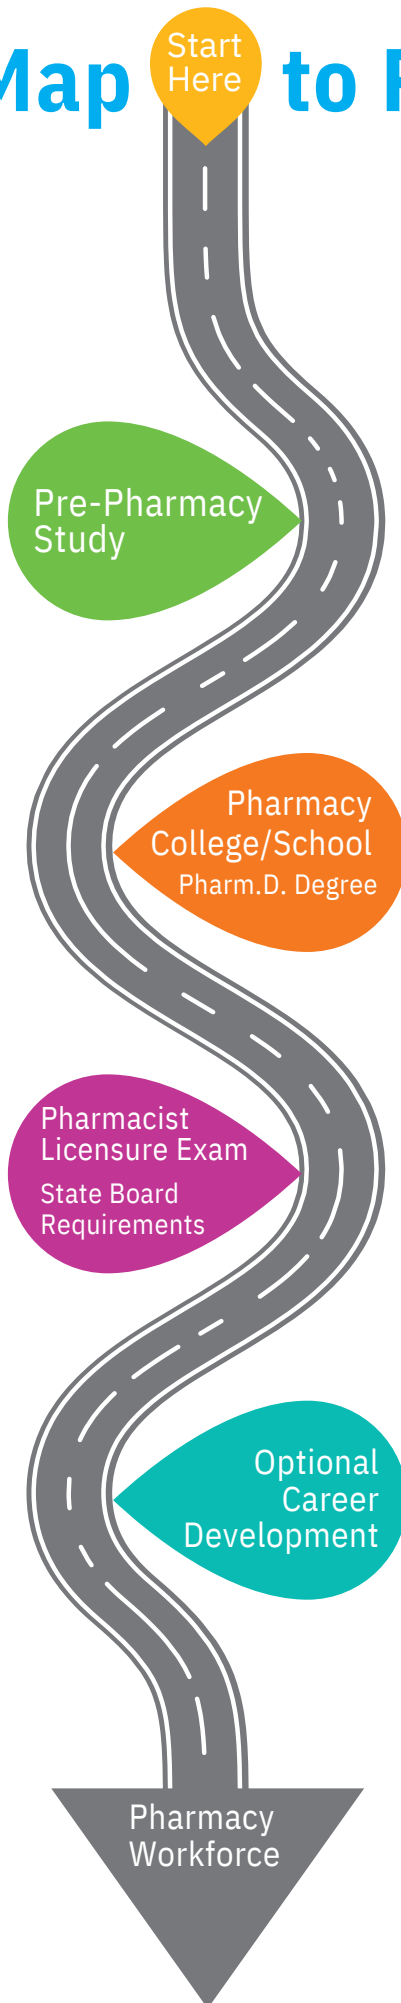 Map
Start
Here
to
Pre-Pharmacy
Study
Pharmacy
College/School
Pharm.D. Degree
Pharmacist
Licensure Exam
State Board
Requirements
Optional
Career
Development
Pharmacy
Workforce